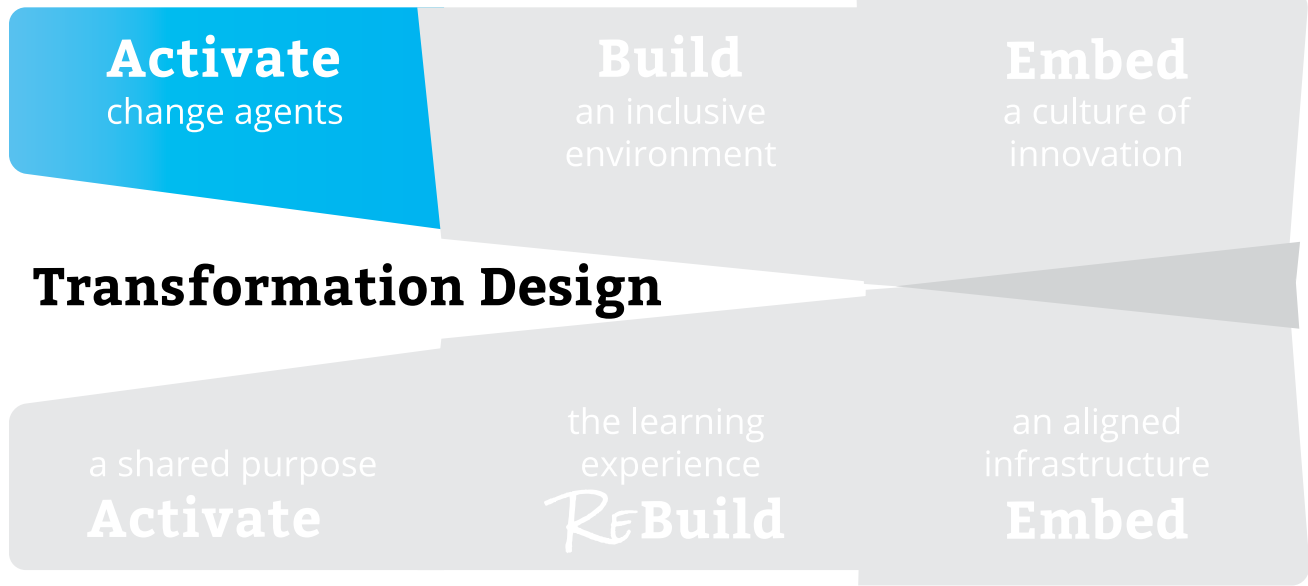 Activate
change agents
Build
an inclusive
environment
Embed
a culture of
innovation
Transformation Design
a shared purpose
Activate
the learning
experience
REBuild
an aligned
infrastructure
Embed